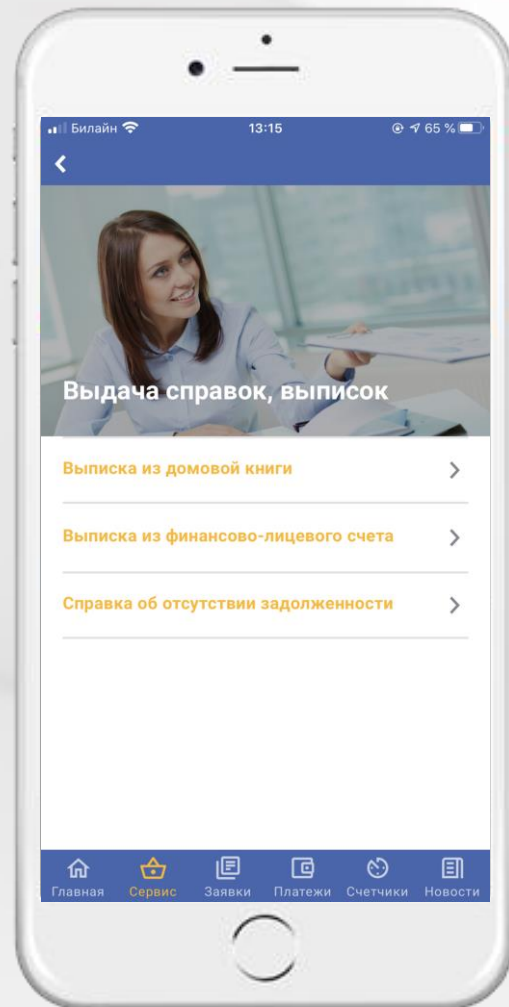 Билайн 13:15 65 %
Выдача справок, выписок
Выписка из домовой книги
Выписка из финансово-лицевого счета
Справка об отсутствии задолженности
Главная Сервис Заявки Платежи Счетчики Новости